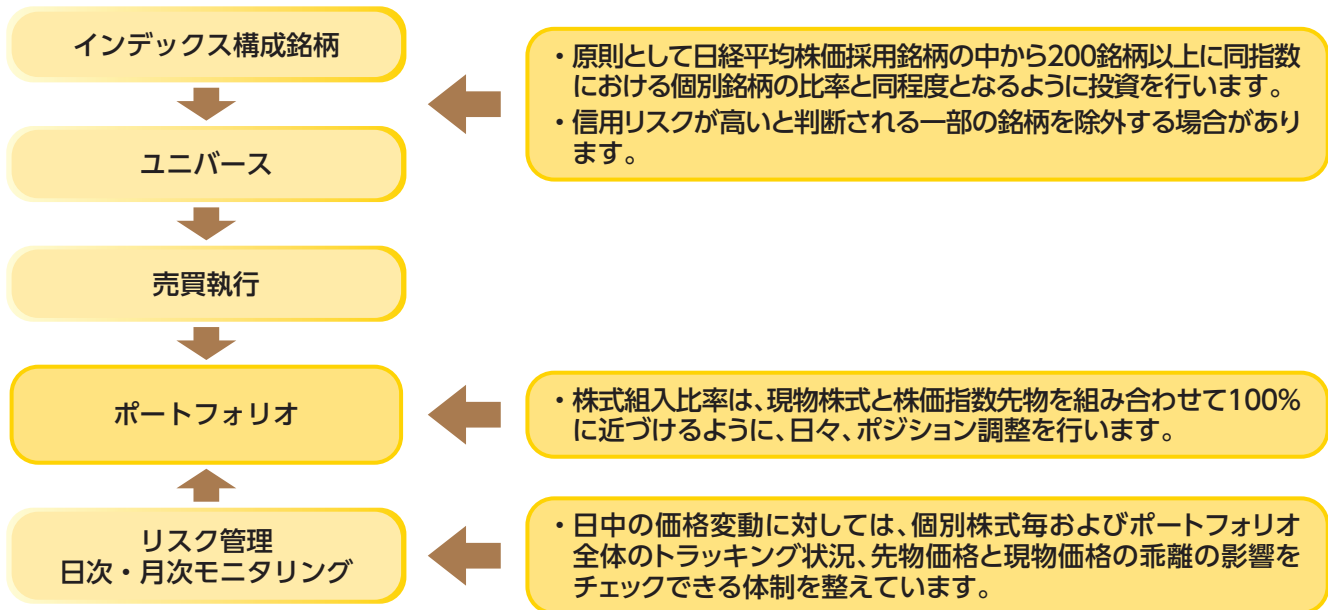 インデックス構成銘柄
・原則として日経平均株価採用銘柄の中から200銘柄以上に同指数
における個別銘柄の比率と同程度となるように投資を行います。
・信用リスクが高いと判断される一部の銘柄を除外する場合があり
ます。
ユニバース
売買執行
ポートフォリオ
・株式組入比率は、現物株式と株価指数先物を組み合わせて100%
に近づけるように、日々、ポジション調整を行います。
リスク管理
日次・月次モニタリング
・日中の価格変動に対しては、個別株式毎およびポートフォリオ
全体のトラッキング状況、先物価格と現物価格の乖離の影響を
チェックできる体制を整えています。